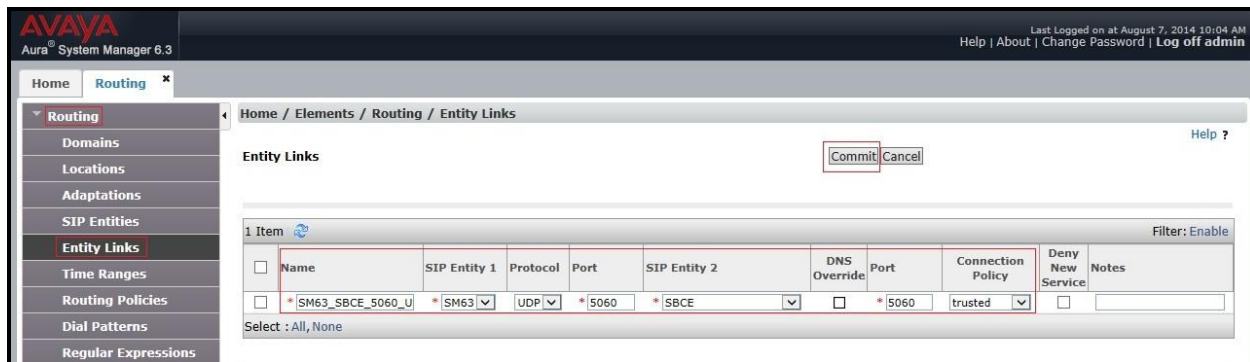 AVAYA
Aura® System Manager 6.3
Last Logged on at August 7, 2014 10:04 AM
Help | About | Change Password | Log off admin
Home
Routing ×
Routing
Domains
Locations
Adaptations
SIP Entities
Entity Links
Time Ranges
Routing Policies
Dial Patterns
Regular Expressions
Home / Elements / Routing / Entity Links
Help ?
Entity Links
Commit Cancel
1 Item
Filter: Enable
Name SIP Entity 1 Protocol Port SIP Entity 2 DNS Override Port Connection Policy Deny New Service Notes
* SM63_SBCE_5060_U * SM63 UDP * 5060 * SBCE * 5060 trusted
Select : All, None